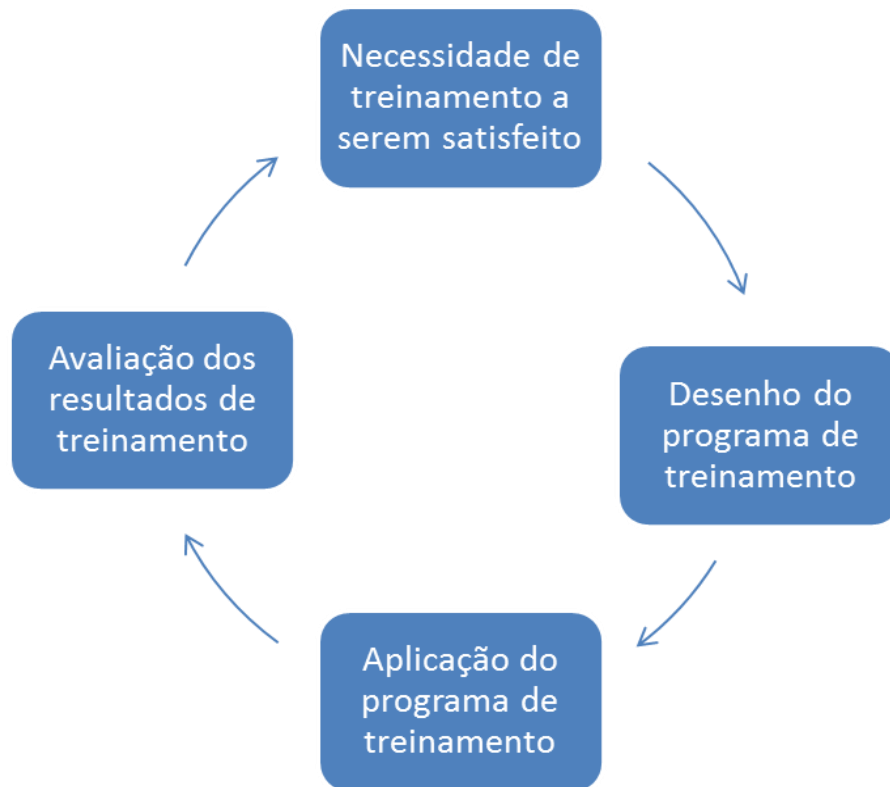 Necessidade de
treinamento a
serem satisfeito
Desenho do
programa de
treinamento
Aplicação do
programa de
treinamento
Avaliação dos
resultados de
treinamento